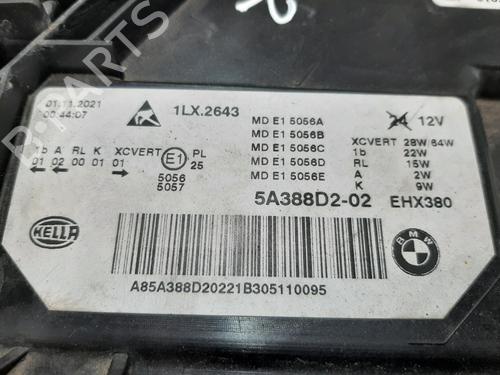 01.11.2021
00:44:07
1LX.2643
MD E1 5056A
MD E1 5056B
MD E1 5056C
MD E1 5056D
MD E1 5056E
24 12V
XCVERT 28W/64W
1b 22W
RL 15W
A 2W
K 9W
1b A RL K XCVERT E1 PL
01 02 00 01 01 25
5056
5057
5A388D2-02 EHX380
HELLA
BMW
A85A388D20221B305110095
B-PARTS